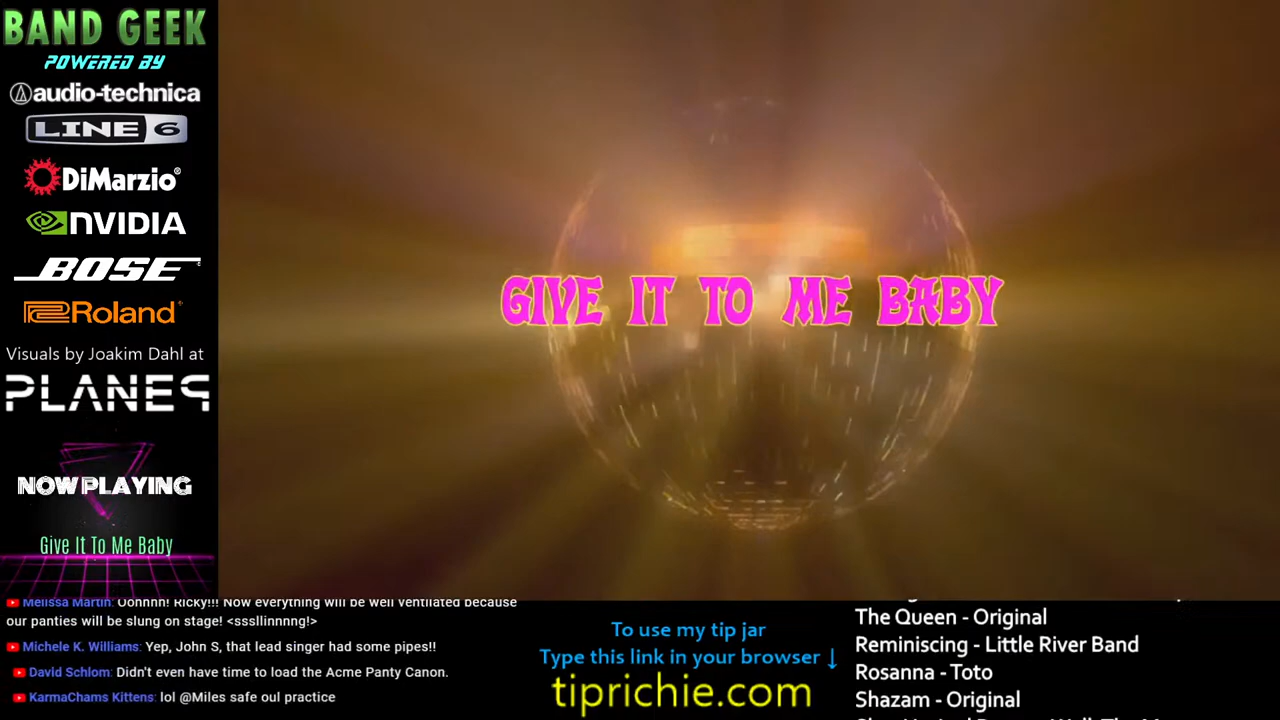 BAND GEEK
POWERED BY
audio-technica
LINE 6
DiMarzio®
NVIDIA
BOSE
Roland
Visuals by Joakim Dahl at
PLANE9
NOW PLAYING
Give It To Me Baby
GIVE IT TO ME BABY
Melissa Martin: Oohhh! Ricky!!! Now everything will be well ventilated because
our panties will be slung on stage! <sssllinnnng!>
Michele K. Williams: Yep, John S, that lead singer had some pipes!!
David Schlom: Didn't even have time to load the Acme Panty Canon.
KarmaChams Kittens: lol @Miles safe oul practice
To use my tip jar
Type this link in your browser ↓
tiprichie.com
The Queen - Original
Reminiscing - Little River Band
Rosanna - Toto
Shazam - Original